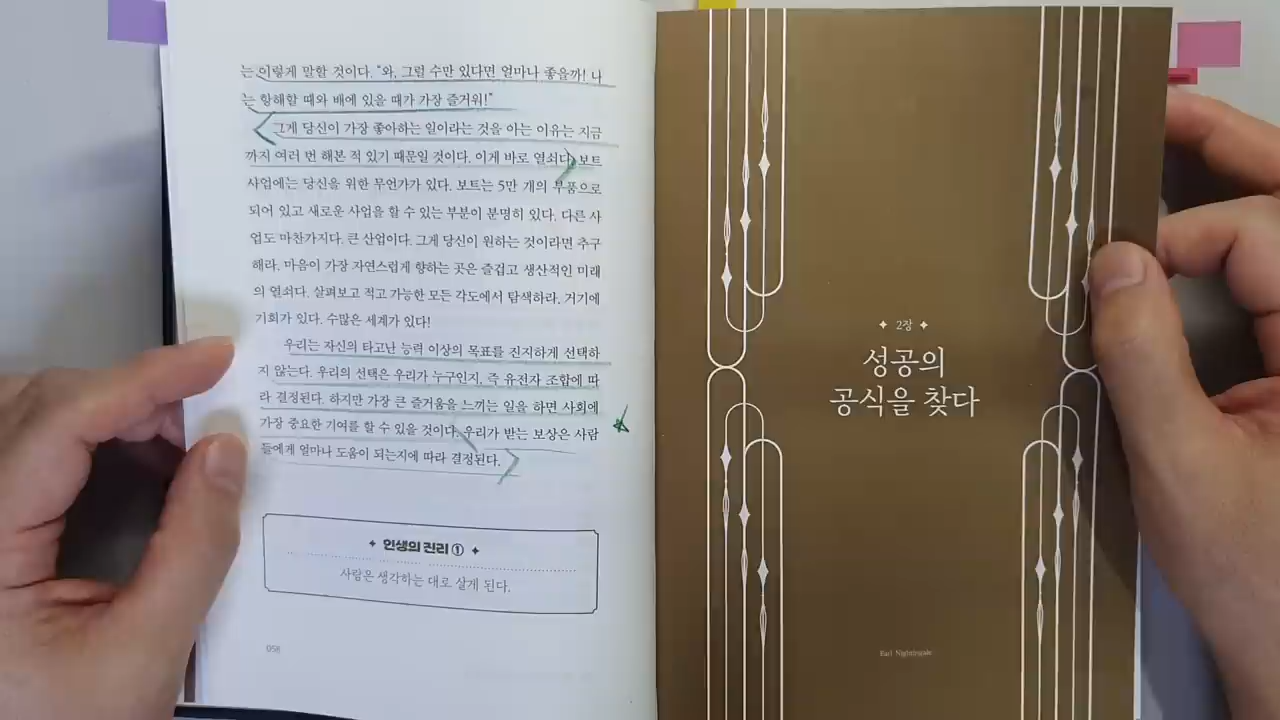 는 이렇게 말할 것이다. "와, 그럴 수만 있다면 얼마나 좋을까! 나
는 항해할 때와 배에 있을 때가 가장 즐거워!"
그게 당신이 가장 좋아하는 일이라는 것을 아는 이유는 지금
까지 여러 번 해본 적 있기 때문일 것이다. 이게 바로 열쇠다. 보트
사업에는 당신을 위한 무언가가 있다. 보트는 5만 개의 부품으로
되어 있고 새로운 사업을 할 수 있는 부분이 분명히 있다. 다른 사
업도 마찬가지다. 큰 산업이다. 그게 당신이 원하는 것이라면 추구
해라. 마음이 가장 자연스럽게 향하는 곳은 즐겁고 생산적인 미래
의 열쇠다. 살펴보고 적고 가능한 모든 각도에서 탐색하라. 거기에
기회가 있다. 수많은 세계가 있다!
우리는 자신의 타고난 능력 이상의 목표를 진지하게 선택하
지 않는다. 우리의 선택은 우리가 누구인지, 즉 유전자 조합에 따
라 결정된다. 하지만 가장 큰 즐거움을 느끼는 일을 하면 사회에
가장 중요한 기여를 할 수 있을 것이다. 우리가 받는 보상은 사람
들에게 얼마나 도움이 되는지에 따라 결정된다.
인생의 진리 ①
사람은 생각하는 대로 살게 된다.
056
2장
성공의
공식을 찾다
Earl Nightingale